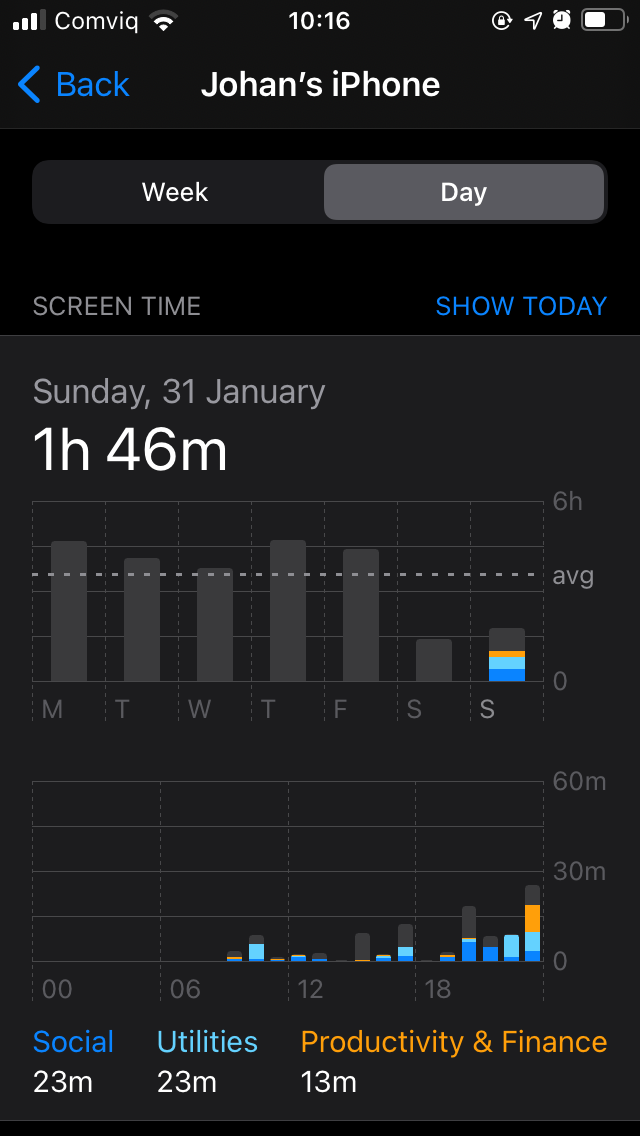 Comviq 10:16
Back Johan's iPhone
Week Day
SCREEN TIME SHOW TODAY
Sunday, 31 January
1h 46m
6h
avg
0
M T W T F S S
60m
30m
0
00 06 12 18
Social Utilities Productivity & Finance
23m 23m 13m